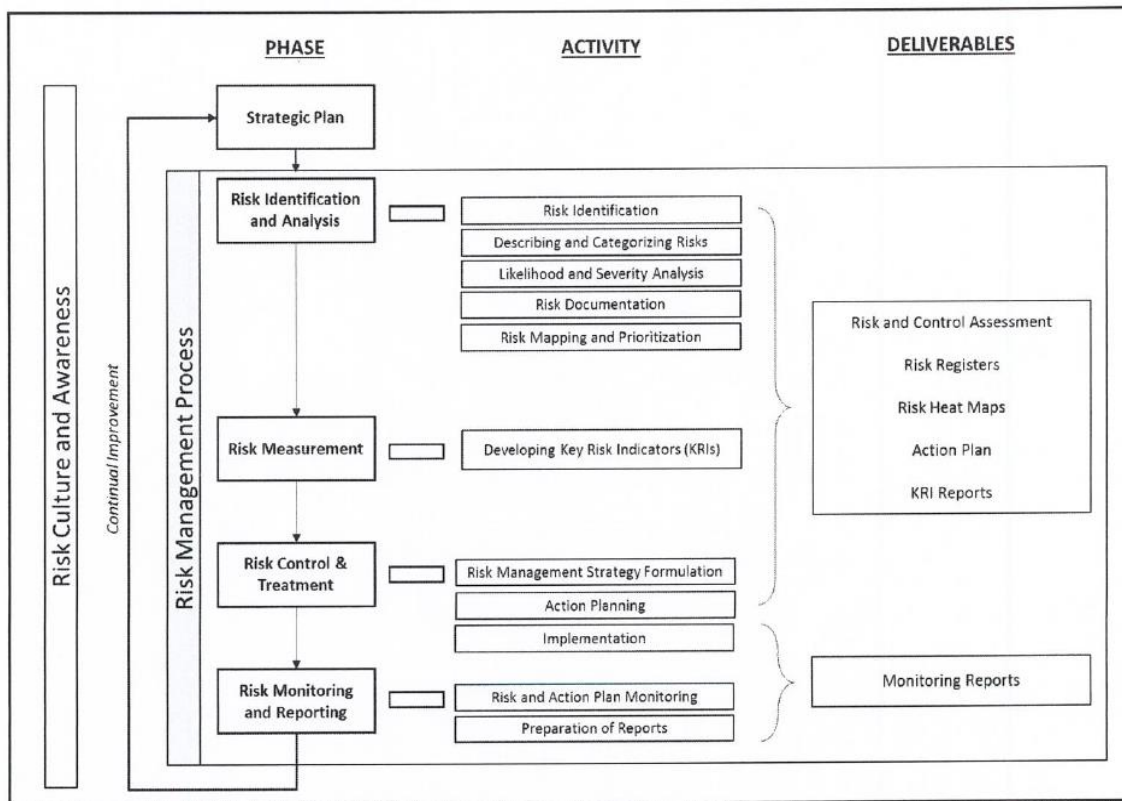 PHASE
ACTIVITY
DELIVERABLES
Risk Culture and Awareness
Continual Improvement
Strategic Plan
Risk Management Process
Risk Identification
and Analysis
Risk Identification
Describing and Categorizing Risks
Likelihood and Severity Analysis
Risk Documentation
Risk Mapping and Prioritization
Risk Measurement
Developing Key Risk Indicators (KRIs)
Risk Control &
Treatment
Risk Management Strategy Formulation
Action Planning
Implementation
Risk Monitoring
and Reporting
Risk and Action Plan Monitoring
Preparation of Reports
Risk and Control Assessment
Risk Registers
Risk Heat Maps
Action Plan
KRI Reports
Monitoring Reports